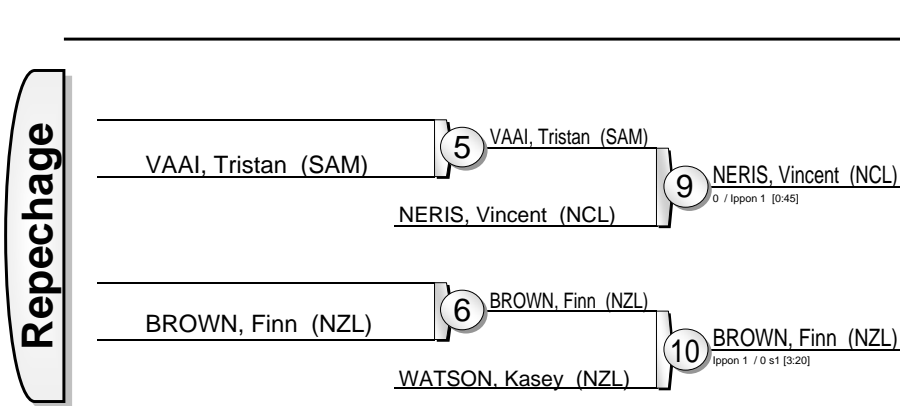 Repechage
VAAI, Tristan (SAM)
5
VAAI, Tristan (SAM)
NERIS, Vincent (NCL)
9
NERIS, Vincent (NCL)
0 / Ippon 1 [0:45]
BROWN, Finn (NZL)
6
BROWN, Finn (NZL)
WATSON, Kasey (NZL)
10
BROWN, Finn (NZL)
Ippon 1 / 0 s1 [3:20]